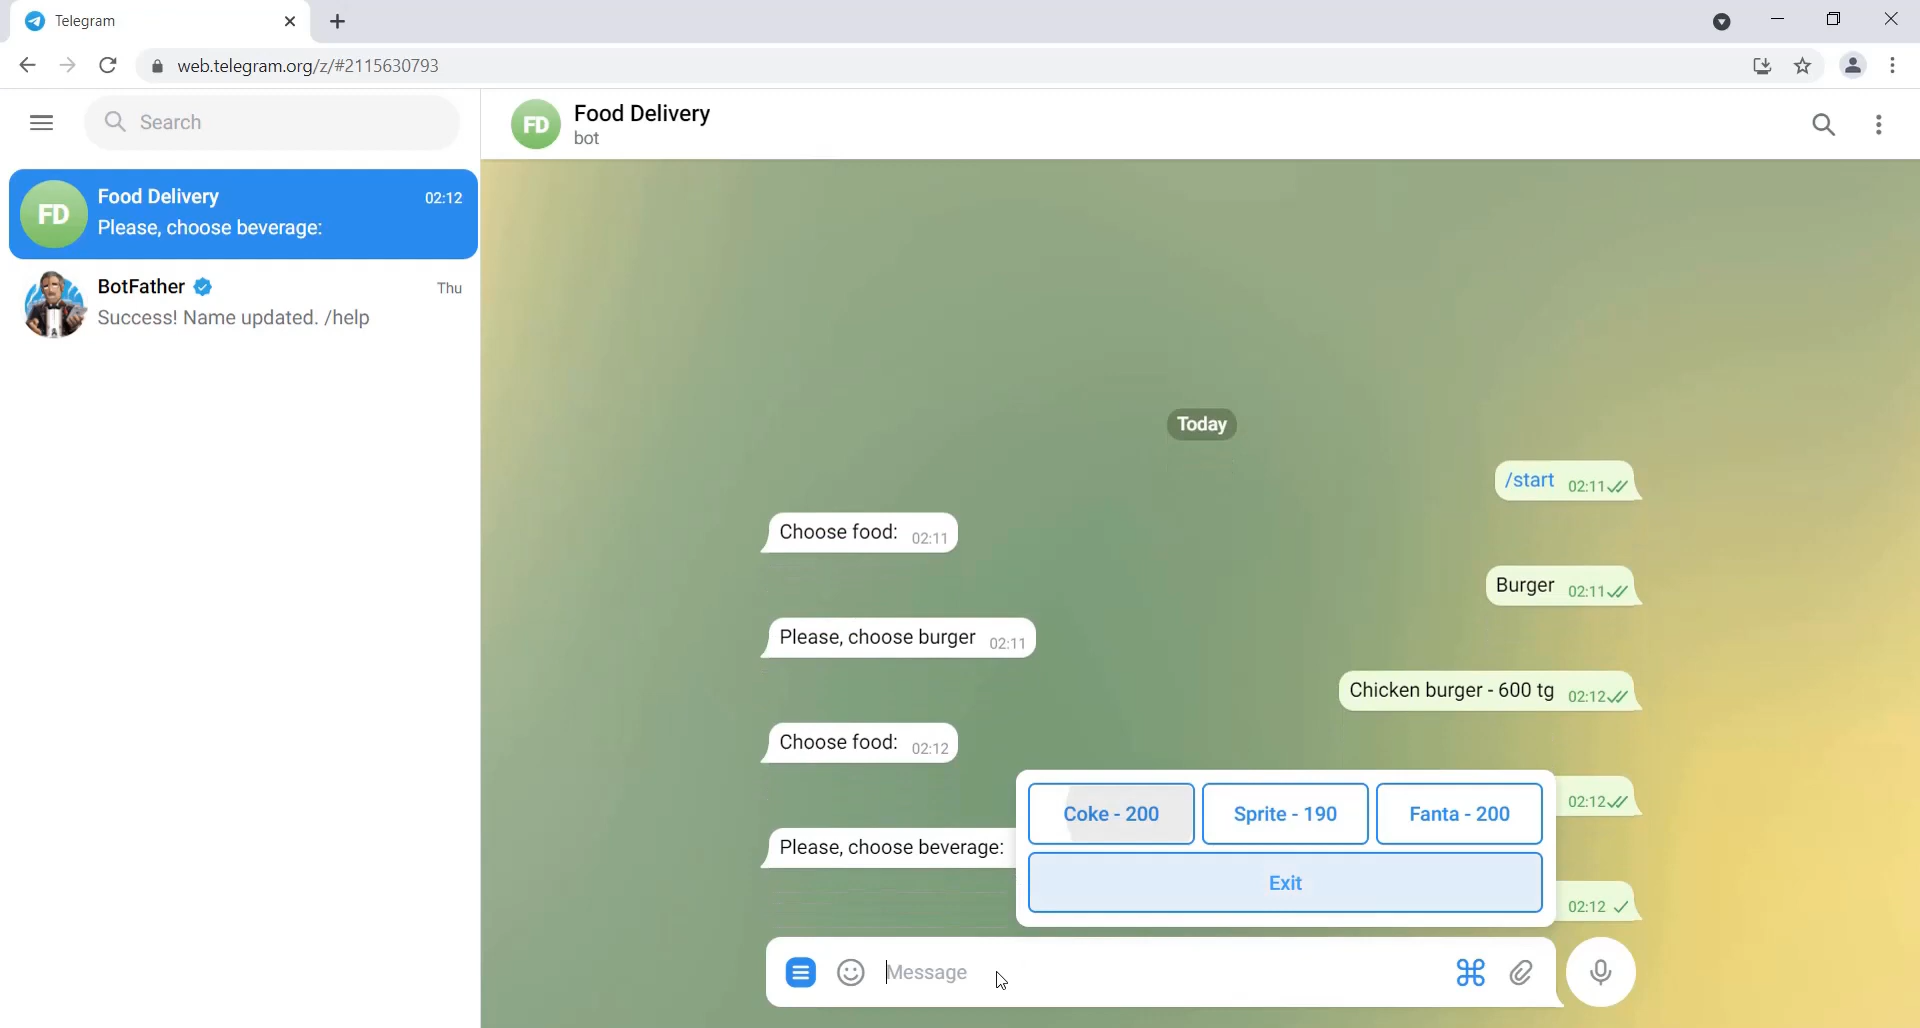 Telegram
web.telegram.org/z/#2115630793
Search
FD
Food Delivery
bot
FD
Food Delivery
02:12
Please, choose beverage:
BotFather
Thu
Success! Name updated. /help
Today
/start 02:11
Choose food: 02:11
Burger 02:11
Please, choose burger 02:11
Chicken burger - 600 tg 02:12
Choose food: 02:12
02:12
Please, choose beverage:
Coke - 200
Sprite - 190
Fanta - 200
Exit
02:12
Message